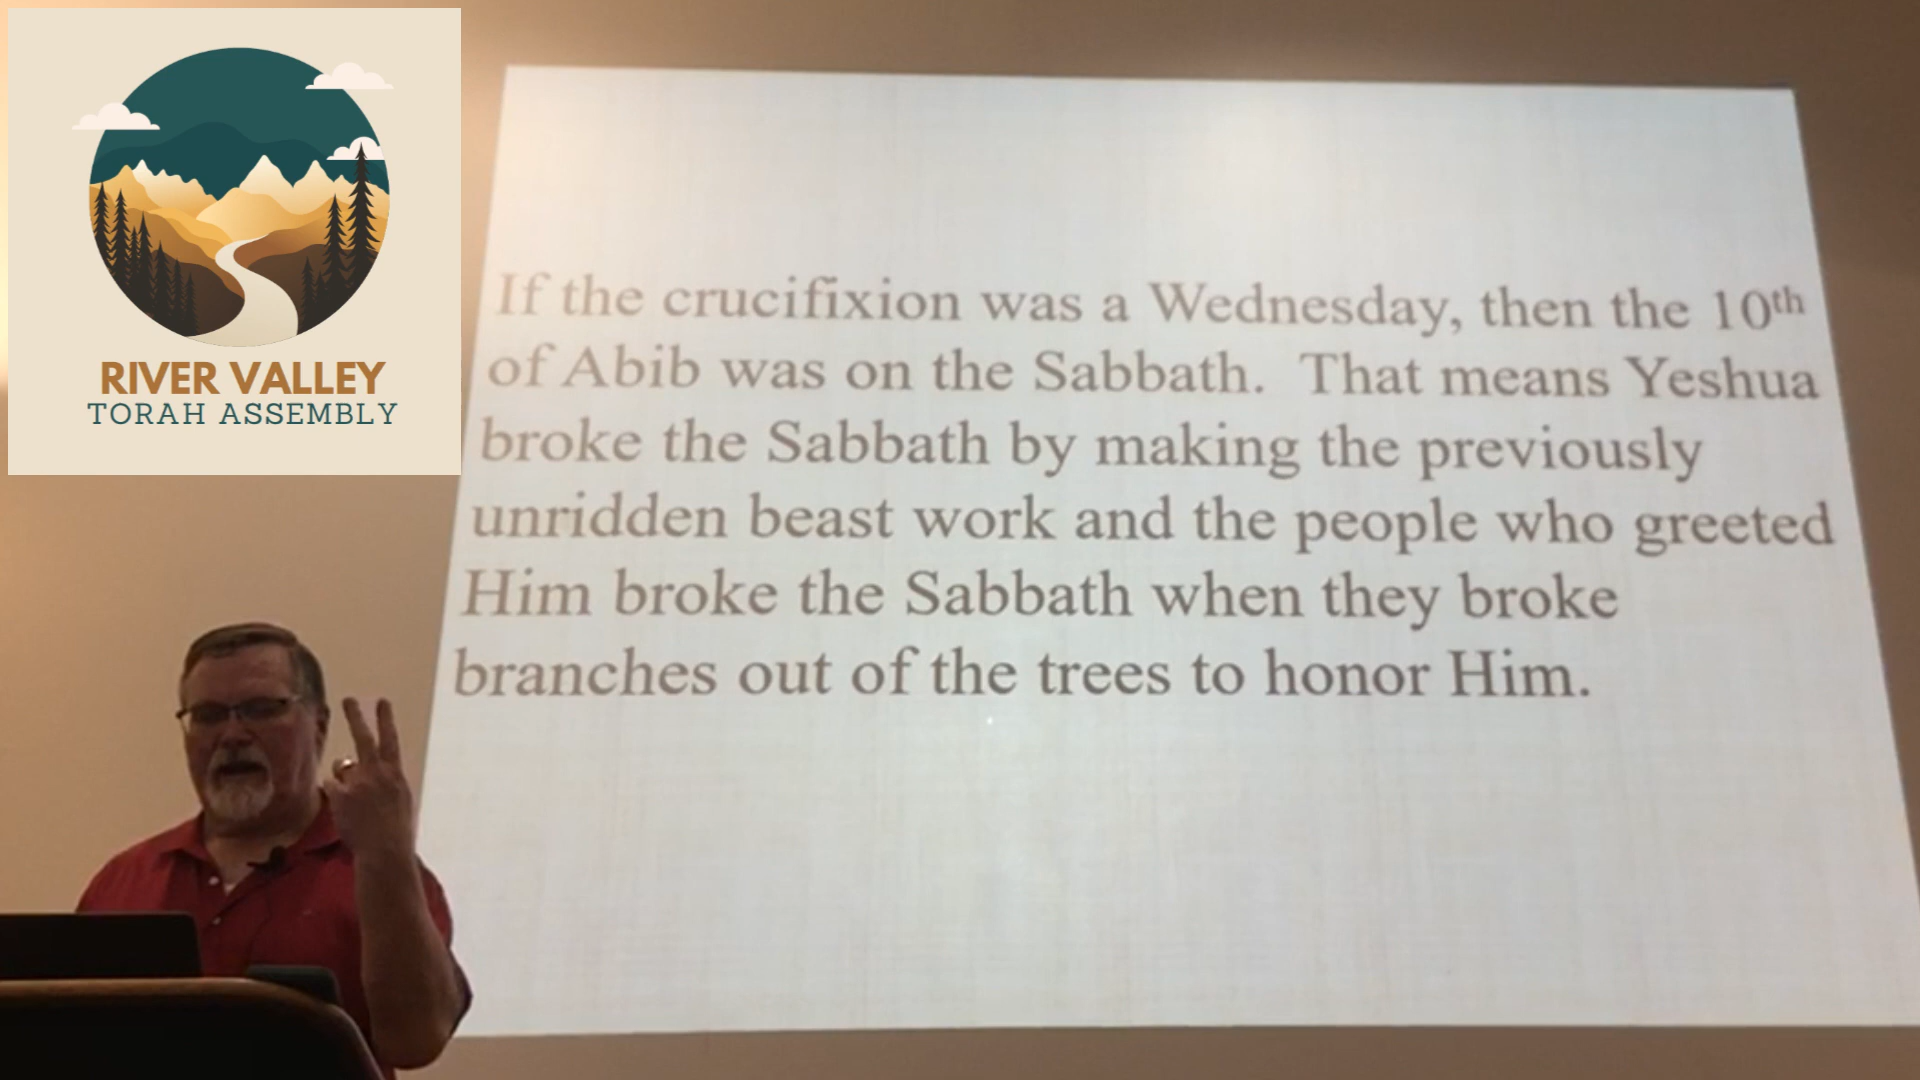 RIVER VALLEY
TORAH ASSEMBLY
If the crucifixion was a Wednesday, then the 10th
of Abib was on the Sabbath. That means Yeshua
broke the Sabbath by making the previously
unridden beast work and the people who greeted
Him broke the Sabbath when they broke
branches out of the trees to honor Him.